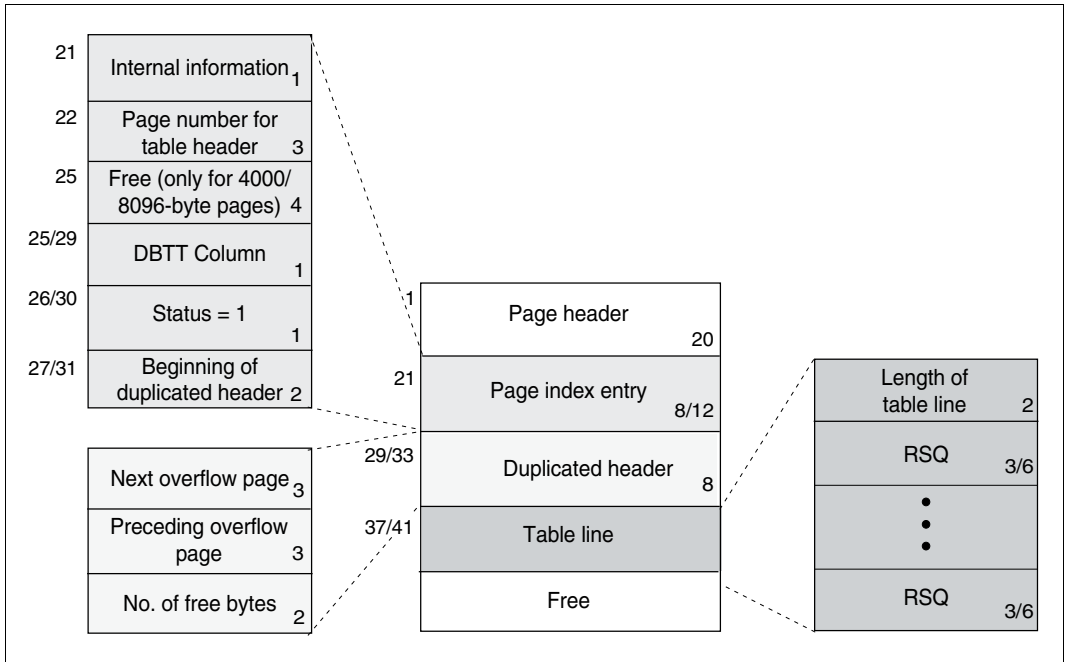 21
Internal information 1
22
Page number for
table header 3
25
Free (only for 4000/
8096-byte pages) 4
25/29
DBTT Column
1
26/30
Status = 1
1
27/31
Beginning of
duplicated header 2
Next overflow page 3
Preceding overflow
page 3
No. of free bytes
2
1
Page header
20
21
Page index entry
8/12
29/33
Duplicated header
8
37/41
Table line
Free
Length of
table line 2
RSQ
3/6
RSQ
3/6